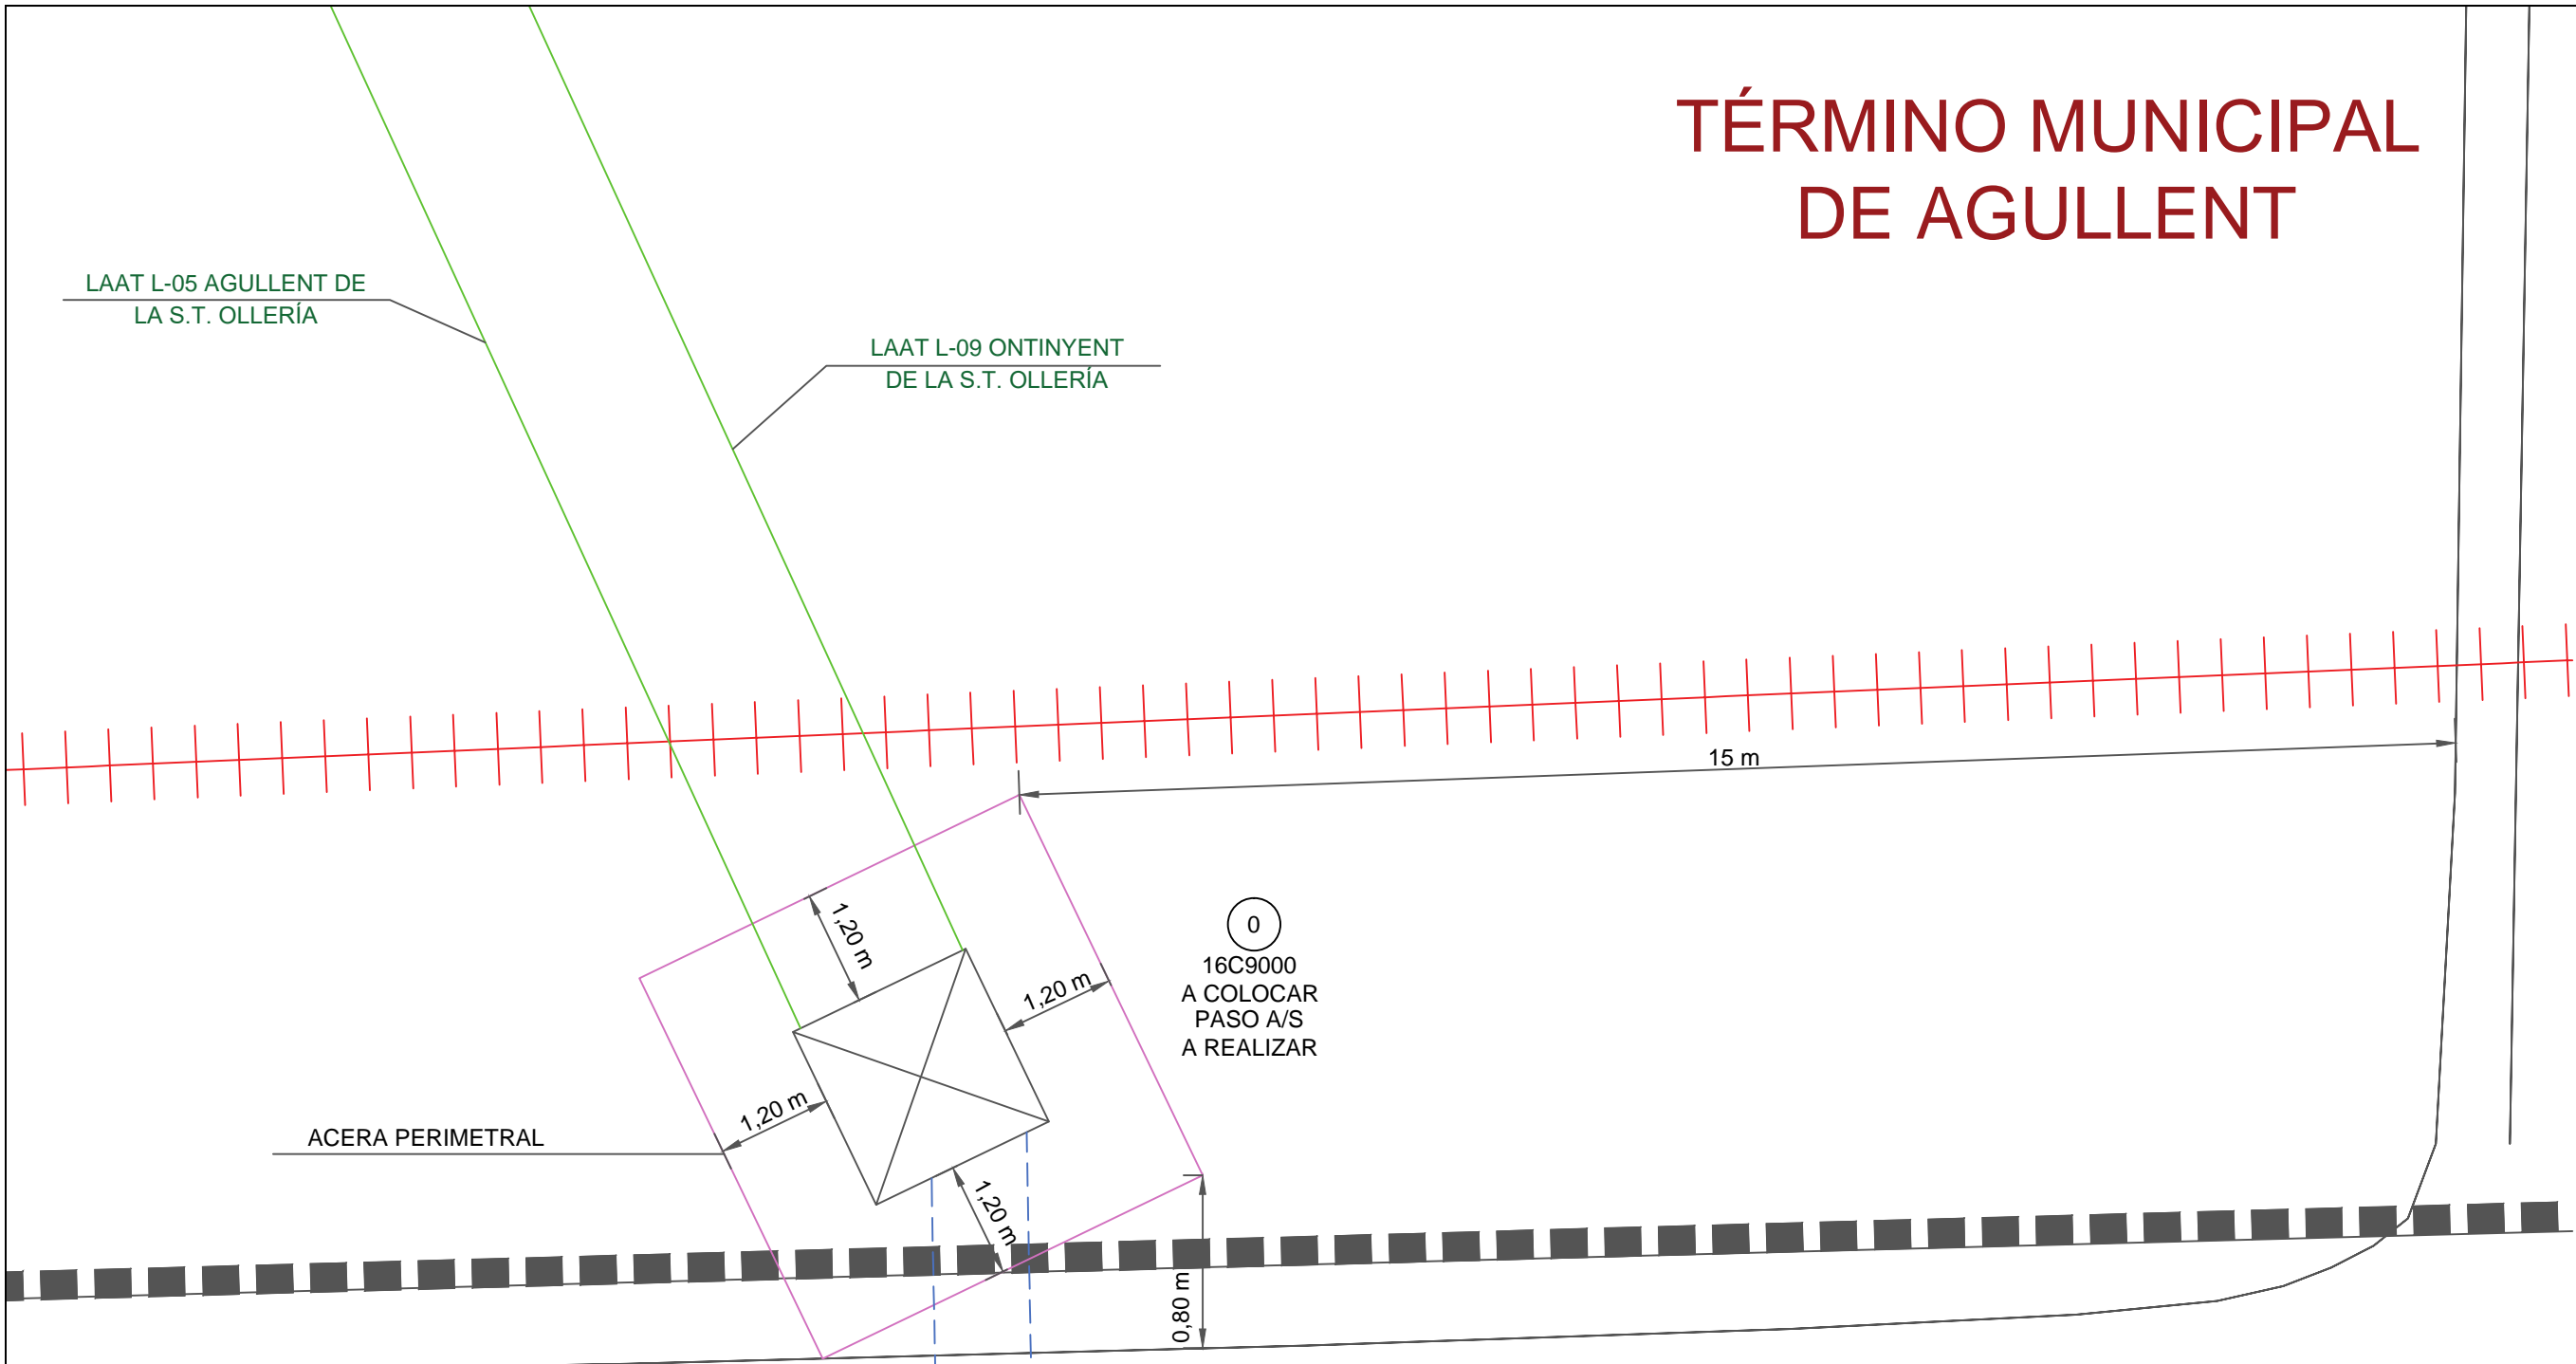 TÉRMINO MUNICIPAL
DE AGULLENT
LAAT L-05 AGULLENT DE
LA S.T. OLLERÍA
LAAT L-09 ONTINYENT
DE LA S.T. OLLERÍA
15 m
1,20 m
0
16C9000
A COLOCAR
PASO A/S
A REALIZAR
1,20 m
1,20 m
ACERA PERIMETRAL
1,20 m
0,80 m